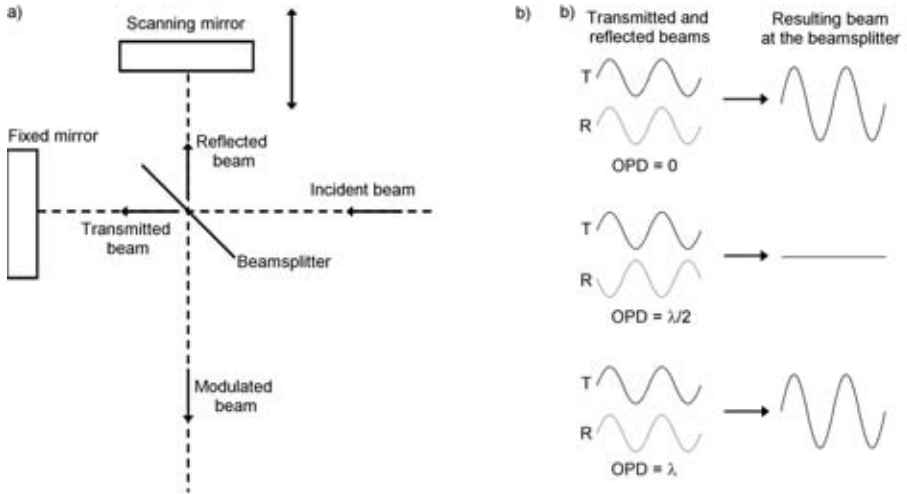 a)
Scanning mirror
Fixed mirror
Reflected
beam
Incident beam
Transmitted
beam
Beamsplitter
Modulated
beam
b)
b)
Transmitted and
reflected beams
Resulting beam
at the beamsplitter
T
R
OPD = 0
T
R
OPD = λ/2
T
R
OPD = λ